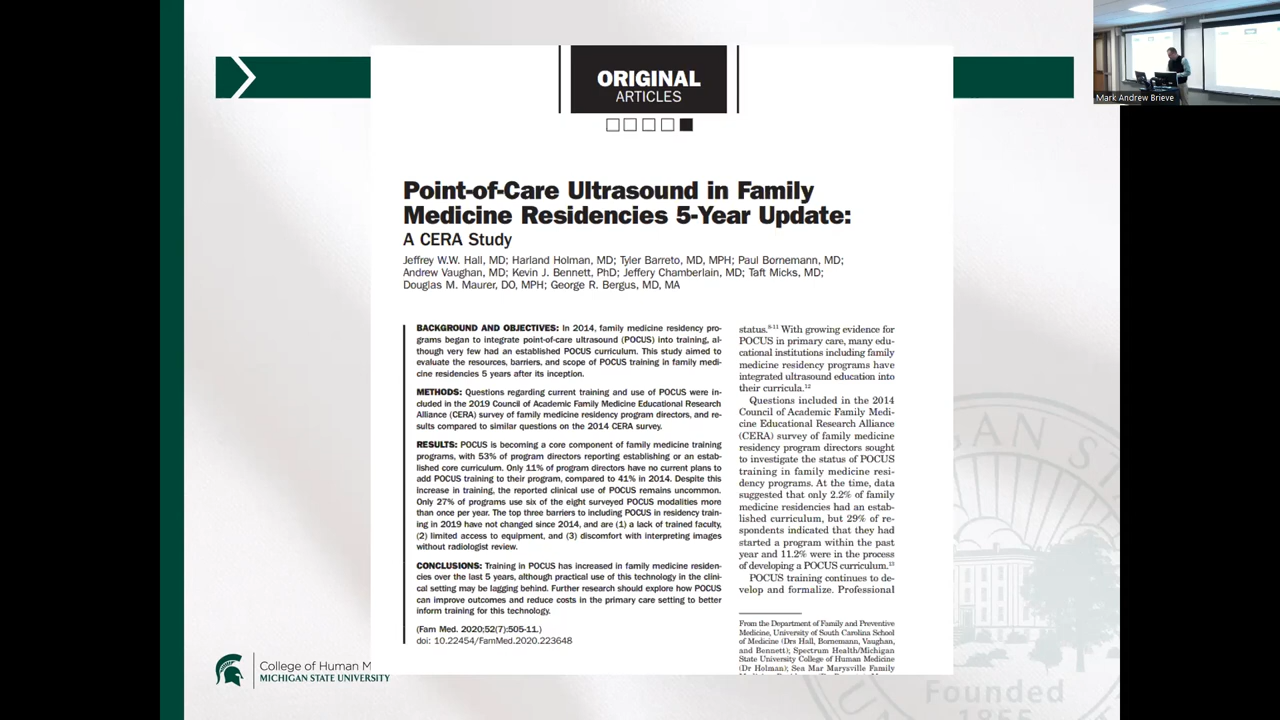 ORIGINAL
ARTICLES
Mark Andrew Brieve
Point-of-Care Ultrasound in Family
Medicine Residencies 5-Year Update:
A CERA Study
Jeffrey W.W. Hall, MD; Harland Holman, MD; Tyler Barreto, MD, MPH; Paul Bornemann, MD;
Andrew Vaughan, MD; Kevin J. Bennett, PhD; Jeffery Chamberlain, MD; Taft Micks, MD;
Douglas M. Maurer, DO, MPH; George R. Bergus, MD, MA
BACKGROUND AND OBJECTIVES: In 2014, family medicine residency pro-
grams began to integrate point-of-care ultrasound (POCUS) into training, al-
though very few had an established POCUS curriculum. This study aimed to
evaluate the resources, barriers, and scope of POCUS training in family medi-
cine residencies 5 years after its inception.
METHODS: Questions regarding current training and use of POCUS were in-
cluded in the 2019 Council of Academic Family Medicine Educational Research
Alliance (CERA) survey of family medicine residency program directors, and re-
sults compared to similar questions on the 2014 CERA survey.
RESULTS: POCUS is becoming a core component of family medicine training
programs, with 53% of program directors reporting establishing or an estab-
lished core curriculum. Only 11% of program directors have no current plans to
add POCUS training to their program, compared to 41% in 2014. Despite this
increase in training, the reported clinical use of POCUS remains uncommon.
Only 27% of programs use six of the eight surveyed POCUS modalities more
than once per year. The top three barriers to including POCUS in residency train-
ing in 2019 have not changed since 2014, and are (1) a lack of trained faculty,
(2) limited access to equipment, and (3) discomfort with interpreting images
without radiologist review.
CONCLUSIONS: Training in POCUS has increased in family medicine residen-
cies over the last 5 years, although practical use of this technology in the clini-
cal setting may be lagging behind. Further research should explore how POCUS
can improve outcomes and reduce costs in the primary care setting to better
inform training for this technology.
(Fam Med. 2020;52(7):505-11.)
doi: 10.22454/FamMed.2020.223648
status.8-11 With growing evidence for
POCUS in primary care, many edu-
cational institutions including family
medicine residency programs have
integrated ultrasound education into
their curricula.12
Questions included in the 2014
Council of Academic Family Medi-
cine Educational Research Alliance
(CERA) survey of family medicine
residency program directors sought
to investigate the status of POCUS
training in family medicine resi-
dency programs. At the time, data
suggested that only 2.2% of family
medicine residencies had an estab-
lished curriculum, but 29% of re-
spondents indicated that they had
started a program within the past
year and 11.2% were in the process
of developing a POCUS curriculum.13
POCUS training continues to de-
velop and formalize. Professional
From the Department of Family and Preventive
Medicine, University of South Carolina School
of Medicine (Drs Hall, Bornemann, Vaughan,
and Bennett); Spectrum Health/Michigan
State University College of Human Medicine
(Dr Holman); Sea Mar Marysville Family
College of Human M
MICHIGAN STATE UNIVERSITY
Founded
1855